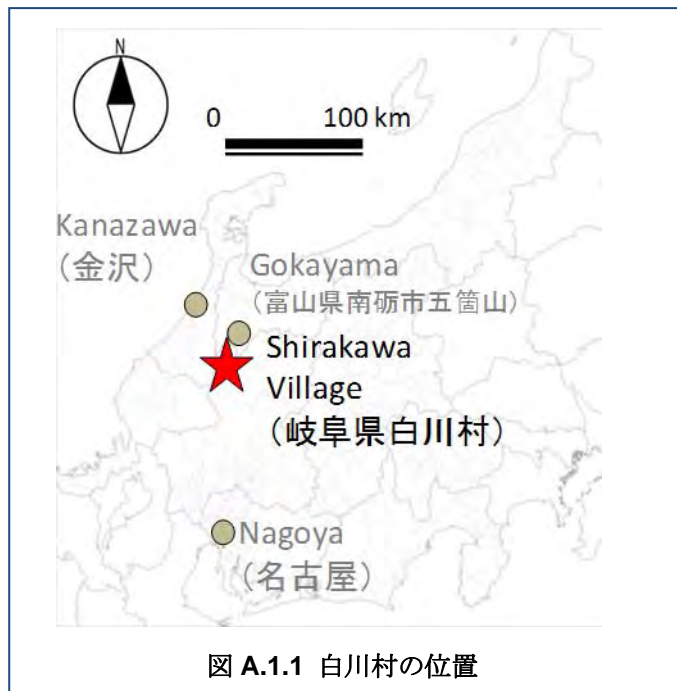 N
0 100 km
Kanazawa
（金沢）
Gokayama
（富山県南砺市五箇山）
Shirakawa
Village
（岐阜県白川村）
Nagoya
（名古屋）
図 A.1.1 白川村の位置